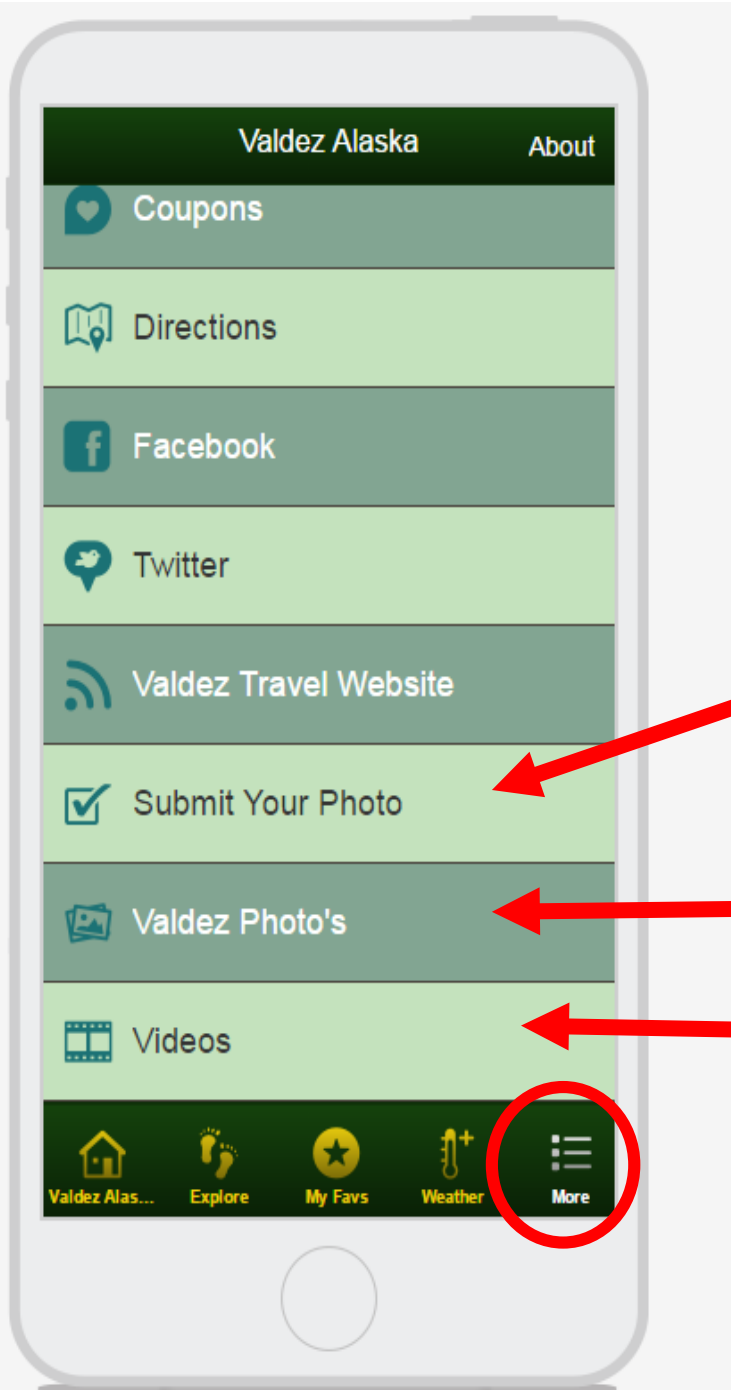 Valdez Alaska
About
Coupons
Directions
Facebook
Twitter
Valdez Travel Website
Submit Your Photo
Valdez Photo's
Videos
Valdez Alas...
Explore
My Favs
Weather
More